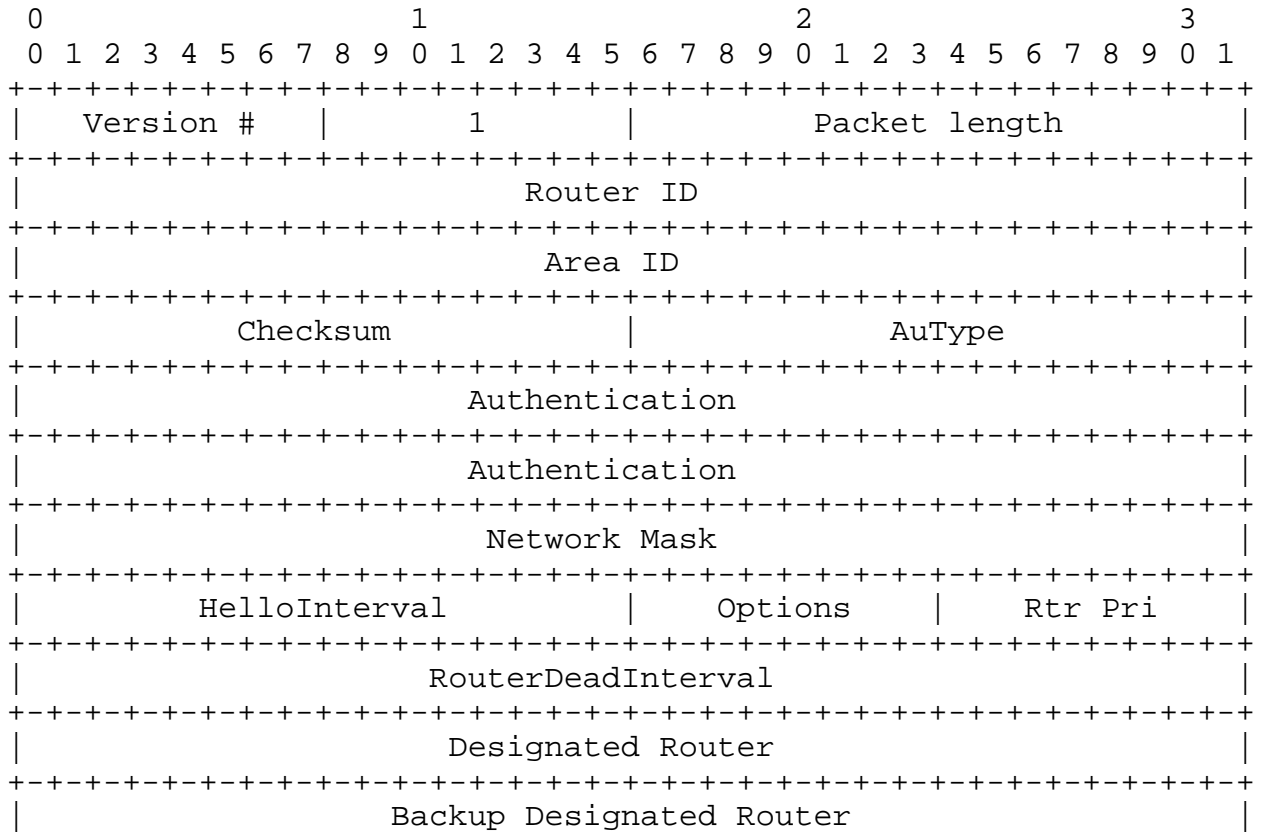 0                   1                   2                   3
 0 1 2 3 4 5 6 7 8 9 0 1 2 3 4 5 6 7 8 9 0 1 2 3 4 5 6 7 8 9 0 1
+-+-+-+-+-+-+-+-+-+-+-+-+-+-+-+-+-+-+-+-+-+-+-+-+-+-+-+-+-+-+-+-+
|   Version #   |       1       |         Packet length         |
+-+-+-+-+-+-+-+-+-+-+-+-+-+-+-+-+-+-+-+-+-+-+-+-+-+-+-+-+-+-+-+-+
|                          Router ID                            |
+-+-+-+-+-+-+-+-+-+-+-+-+-+-+-+-+-+-+-+-+-+-+-+-+-+-+-+-+-+-+-+-+
|                           Area ID                             |
+-+-+-+-+-+-+-+-+-+-+-+-+-+-+-+-+-+-+-+-+-+-+-+-+-+-+-+-+-+-+-+-+
|           Checksum            |             AuType            |
+-+-+-+-+-+-+-+-+-+-+-+-+-+-+-+-+-+-+-+-+-+-+-+-+-+-+-+-+-+-+-+-+
|                       Authentication                          |
+-+-+-+-+-+-+-+-+-+-+-+-+-+-+-+-+-+-+-+-+-+-+-+-+-+-+-+-+-+-+-+-+
|                       Authentication                          |
+-+-+-+-+-+-+-+-+-+-+-+-+-+-+-+-+-+-+-+-+-+-+-+-+-+-+-+-+-+-+-+-+
|                        Network Mask                           |
+-+-+-+-+-+-+-+-+-+-+-+-+-+-+-+-+-+-+-+-+-+-+-+-+-+-+-+-+-+-+-+-+
|         HelloInterval         |    Options    |    Rtr Pri    |
+-+-+-+-+-+-+-+-+-+-+-+-+-+-+-+-+-+-+-+-+-+-+-+-+-+-+-+-+-+-+-+-+
|                     RouterDeadInterval                        |
+-+-+-+-+-+-+-+-+-+-+-+-+-+-+-+-+-+-+-+-+-+-+-+-+-+-+-+-+-+-+-+-+
|                      Designated Router                        |
+-+-+-+-+-+-+-+-+-+-+-+-+-+-+-+-+-+-+-+-+-+-+-+-+-+-+-+-+-+-+-+-+
|                   Backup Designated Router                    |